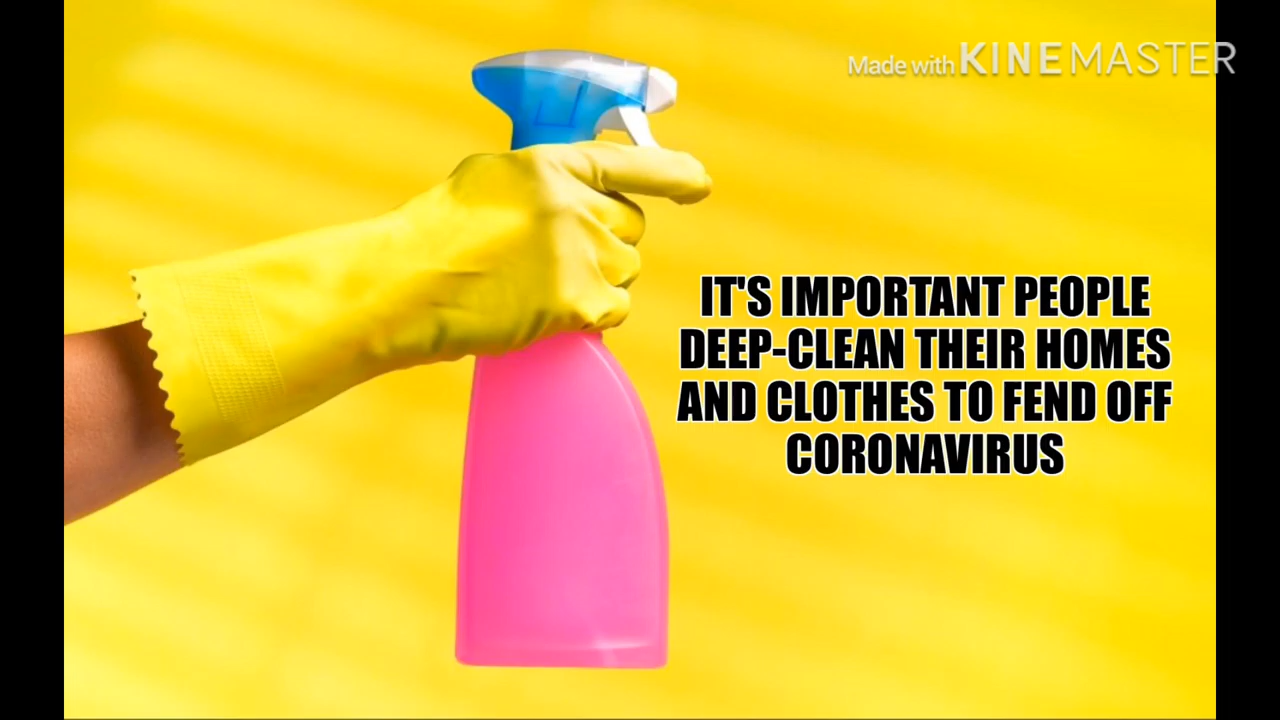 Made with KINEMASTER
IT'S IMPORTANT PEOPLE
DEEP-CLEAN THEIR HOMES
AND CLOTHES TO FEND OFF
CORONAVIRUS